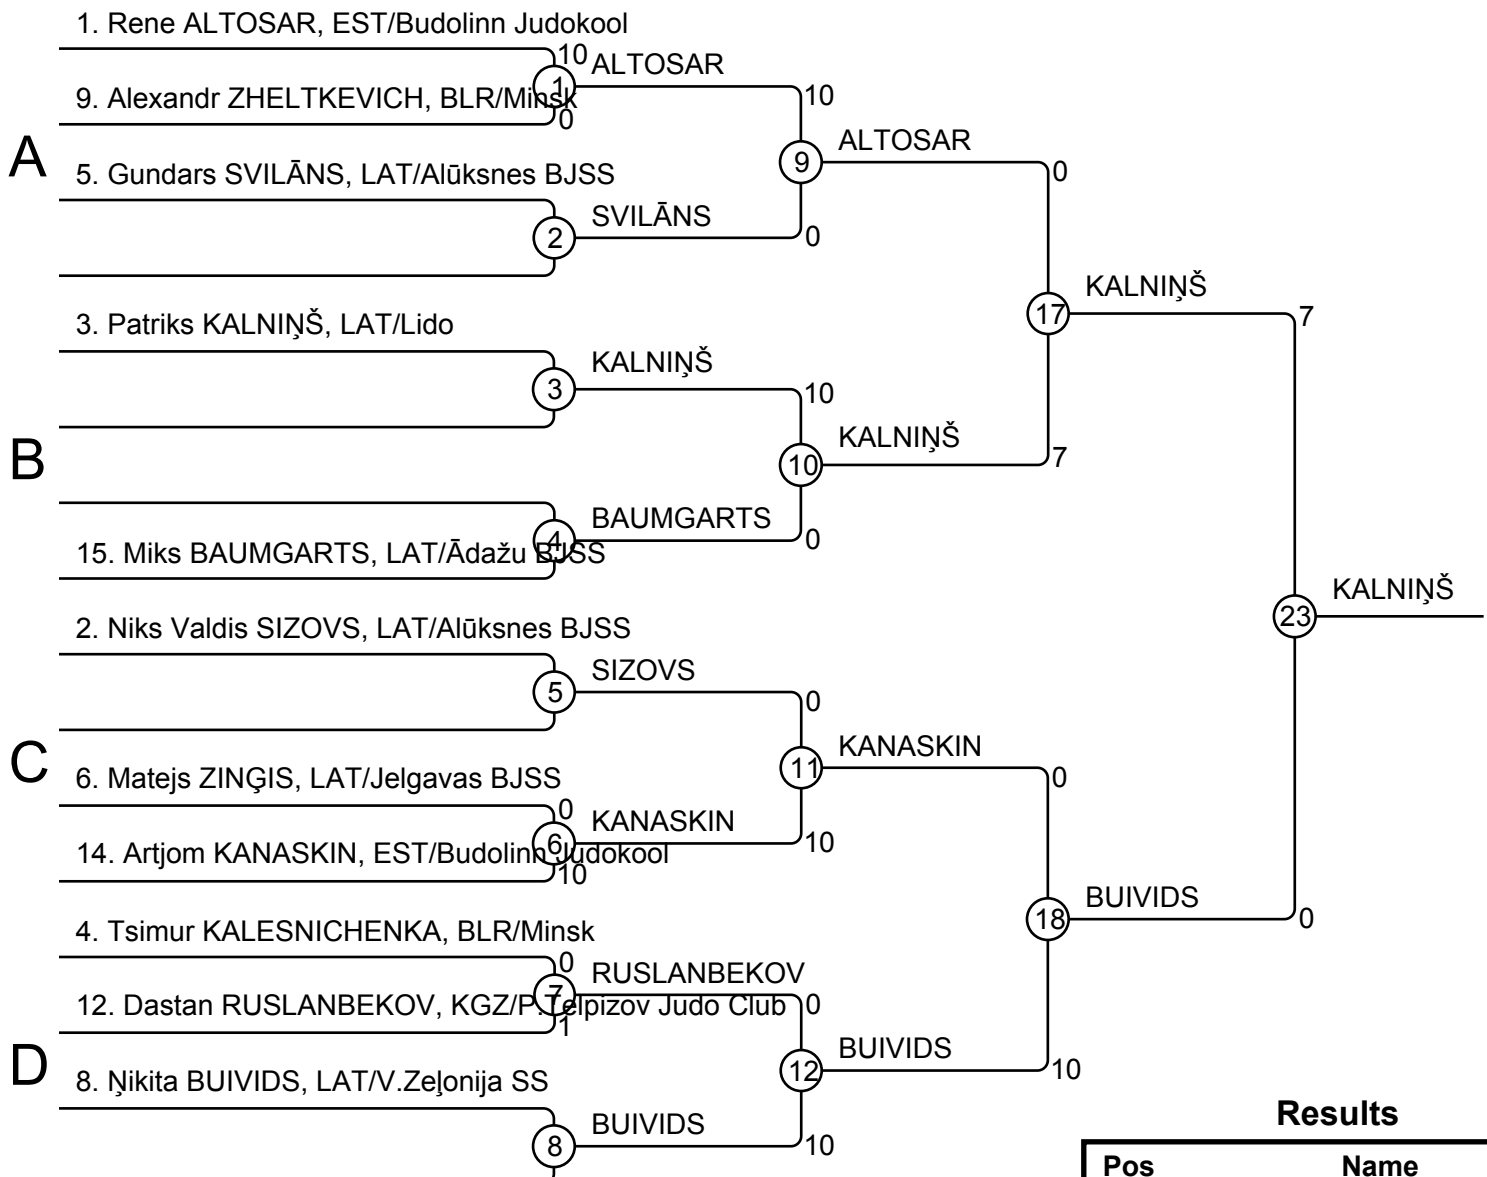 1. Rene ALTOSAR, EST/Budolinn Judokool
10
1
ALTOSAR
9. Alexandr ZHELTKEVICH, BLR/Minsk
0
10
A
9
ALTOSAR
0
5. Gundars SVILĀNS, LAT/Alūksnes BJSS
2
SVILĀNS
0
3. Patriks KALNIŅŠ, LAT/Lido
17
KALNIŅŠ
7
3
KALNIŅŠ
10
B
10
KALNIŅŠ
7
4
BAUMGARTS
0
15. Miks BAUMGARTS, LAT/Ādažu BJSS
23
KALNIŅŠ
2. Niks Valdis SIZOVS, LAT/Alūksnes BJSS
5
SIZOVS
0
C
11
KANASKIN
0
6. Matejs ZINĢIS, LAT/Jelgavas BJSS
0
6
KANASKIN
10
14. Artjom KANASKIN, EST/Budolinn Judokool
10
18
BUIVIDS
0
4. Tsimur KALESNICHENKA, BLR/Minsk
0
7
RUSLANBEKOV
0
12. Dastan RUSLANBEKOV, KGZ/P.Telpizov Judo Club
1
D
12
BUIVIDS
10
8. Ņikita BUIVIDS, LAT/V.Zeļonija SS
8
BUIVIDS
10
Results
Pos Name